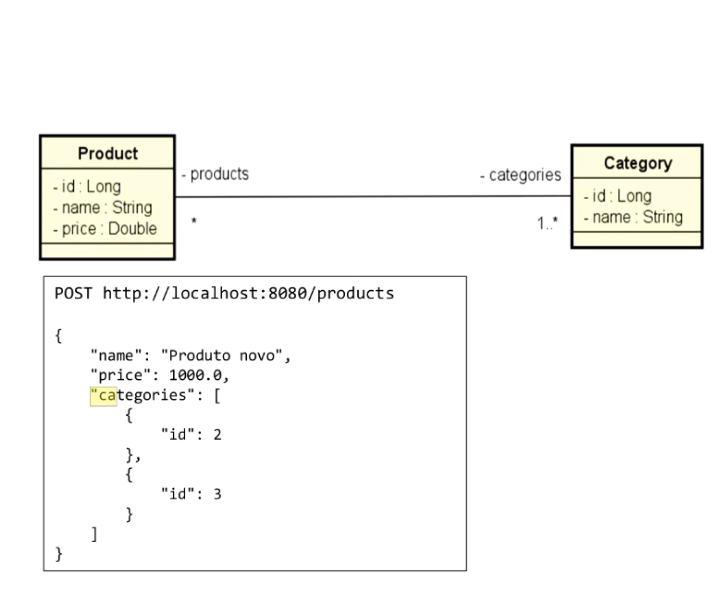 Product
- id : Long
- name : String
- price : Double
- products
*
- categories
1..*
Category
- id : Long
- name : String
POST http://localhost:8080/products
{
"name": "Produto novo",
"price": 1000.0,
"categories": [
{
"id": 2
},
{
"id": 3
}
]
}